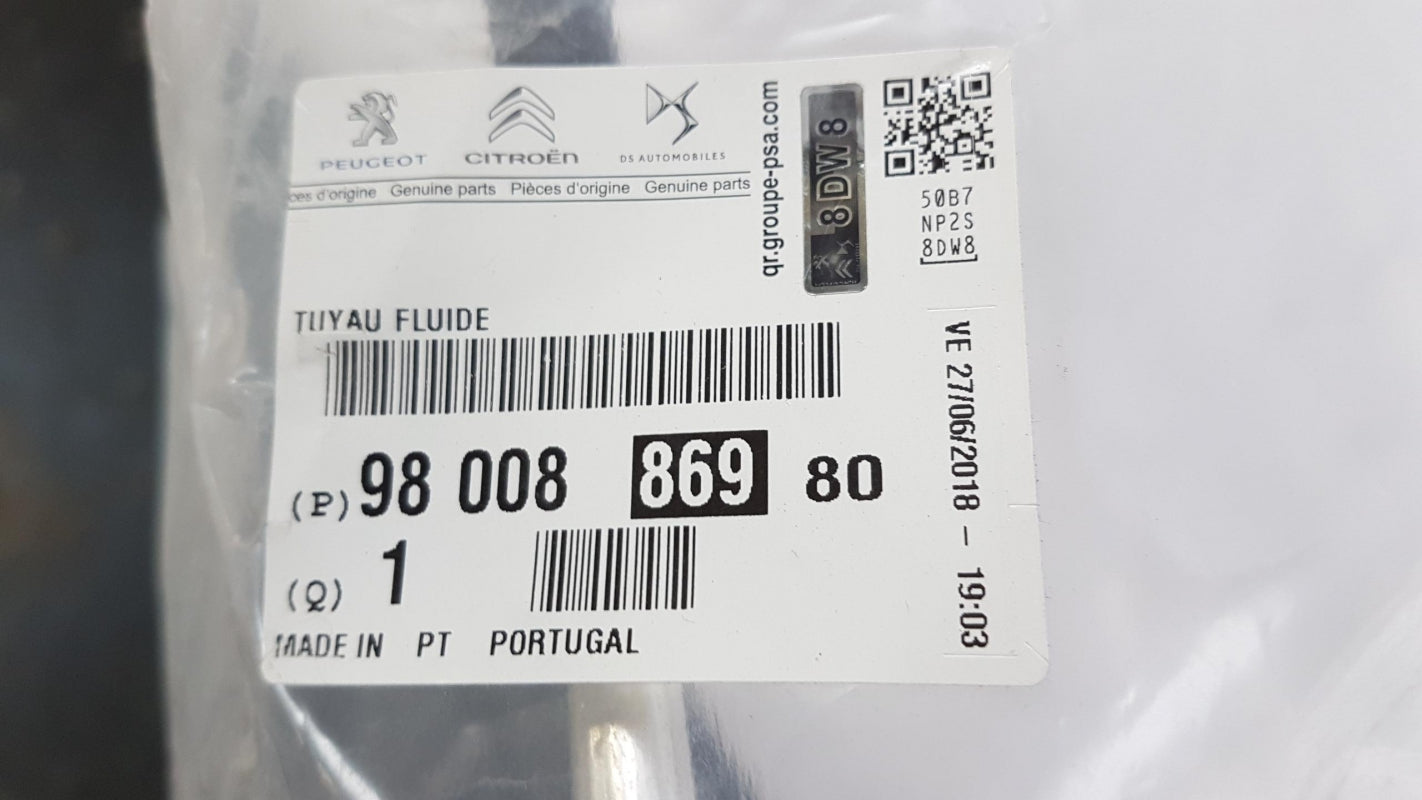 PEUGEOT
CITROËN
DS AUTOMOBILES
ces d'origine Genuine parts Pièces d'origine Genuine parts
qr.groupe-psa.com
8DW8
50B7
NP2S
8DW8
TUYAU FLUIDE
(P) 98 008 869 80
(Q) 1
MADE IN PT PORTUGAL
VE 27/06/2018 - 19:03